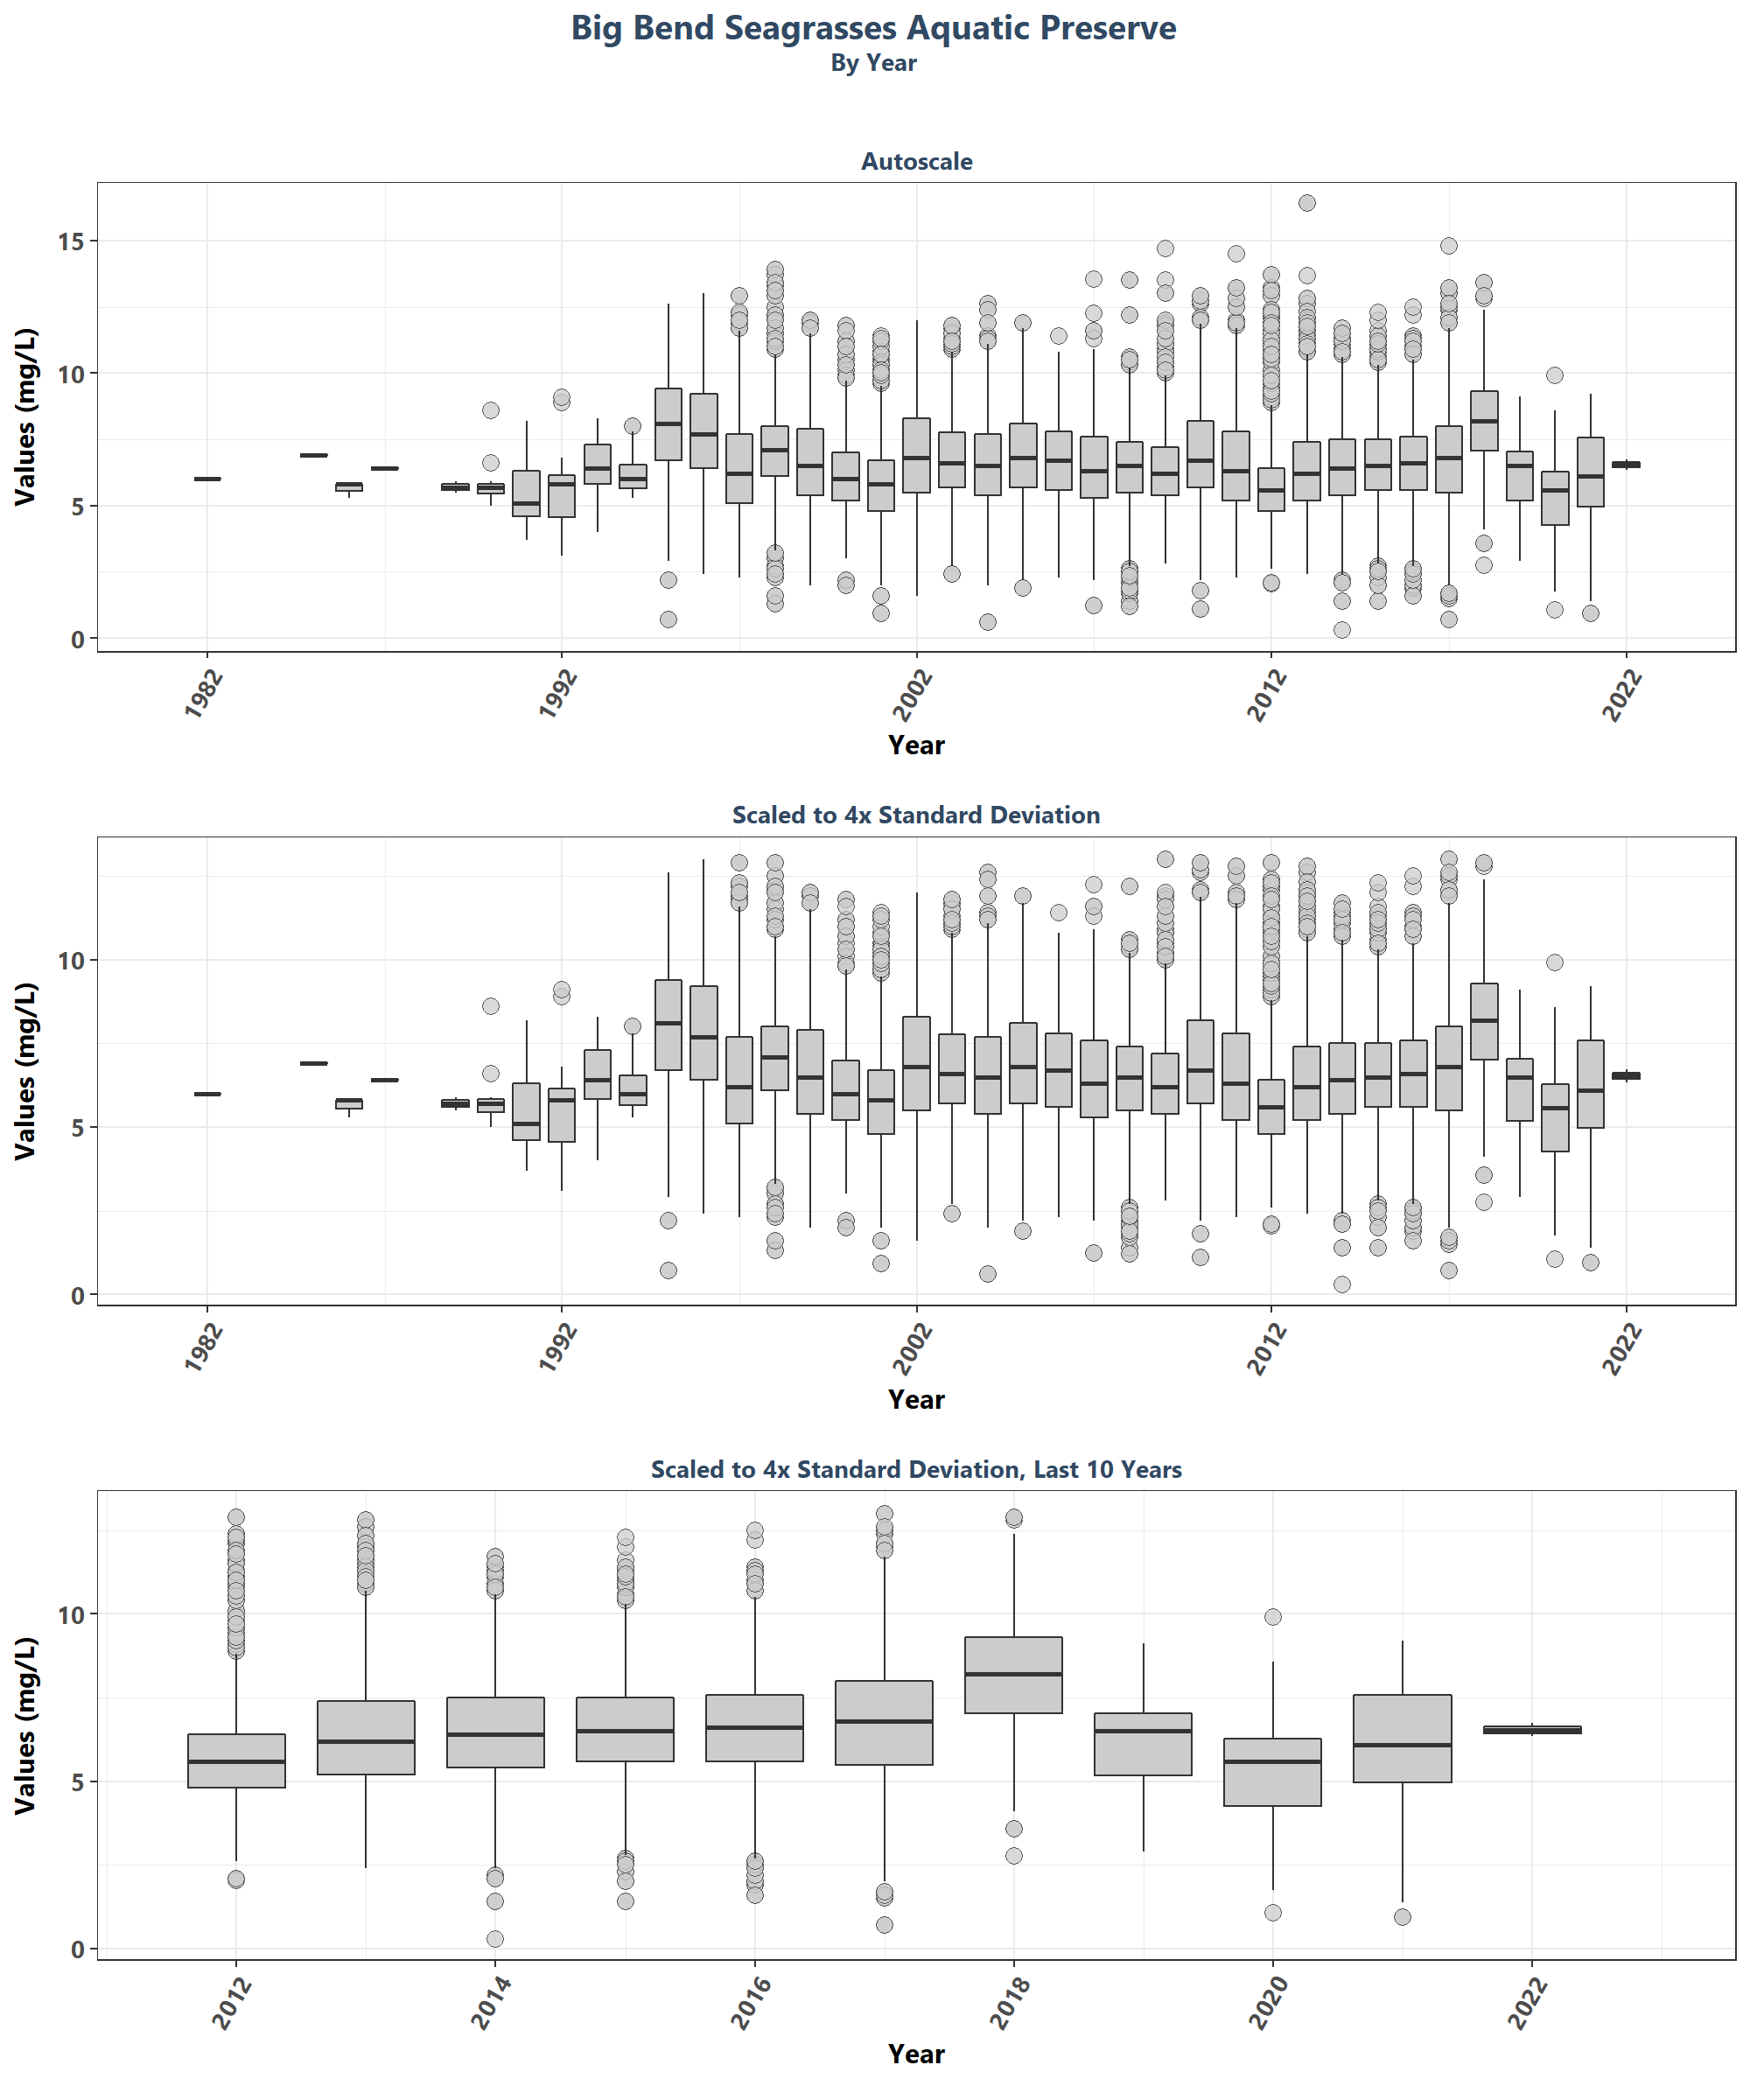 Big Bend Seagrasses Aquatic Preserve
By Year
Autoscale
Values (mg/L)
15
10
5
0
1982
1992
2002
2012
2022
Year
Scaled to 4x Standard Deviation
Values (mg/L)
10
5
0
1982
1992
2002
2012
2022
Year
Scaled to 4x Standard Deviation, Last 10 Years
Values (mg/L)
10
5
0
2012
2014
2016
2018
2020
2022
Year